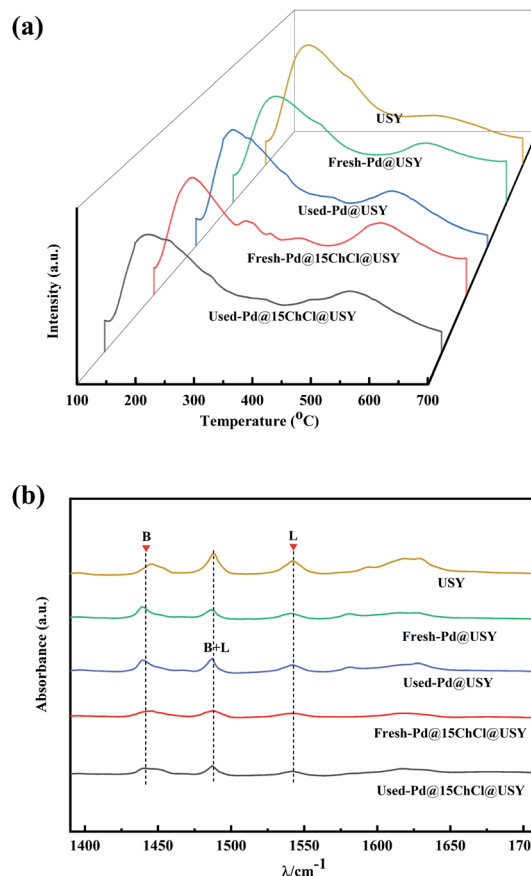 (a)
USY
Fresh-Pd@USY
Used-Pd@USY
Fresh-Pd@15ChCl@USY
Used-Pd@15ChCl@USY
Intensity (a.u.)
100 200 300 400 500 600 700
Temperature (°C)
(b)
B L
USY
Fresh-Pd@USY
B+L
Used-Pd@USY
Fresh-Pd@15ChCl@USY
Used-Pd@15ChCl@USY
Absorbance (a.u.)
1400 1450 1500 1550 1600 1650 170
λ/cm⁻¹